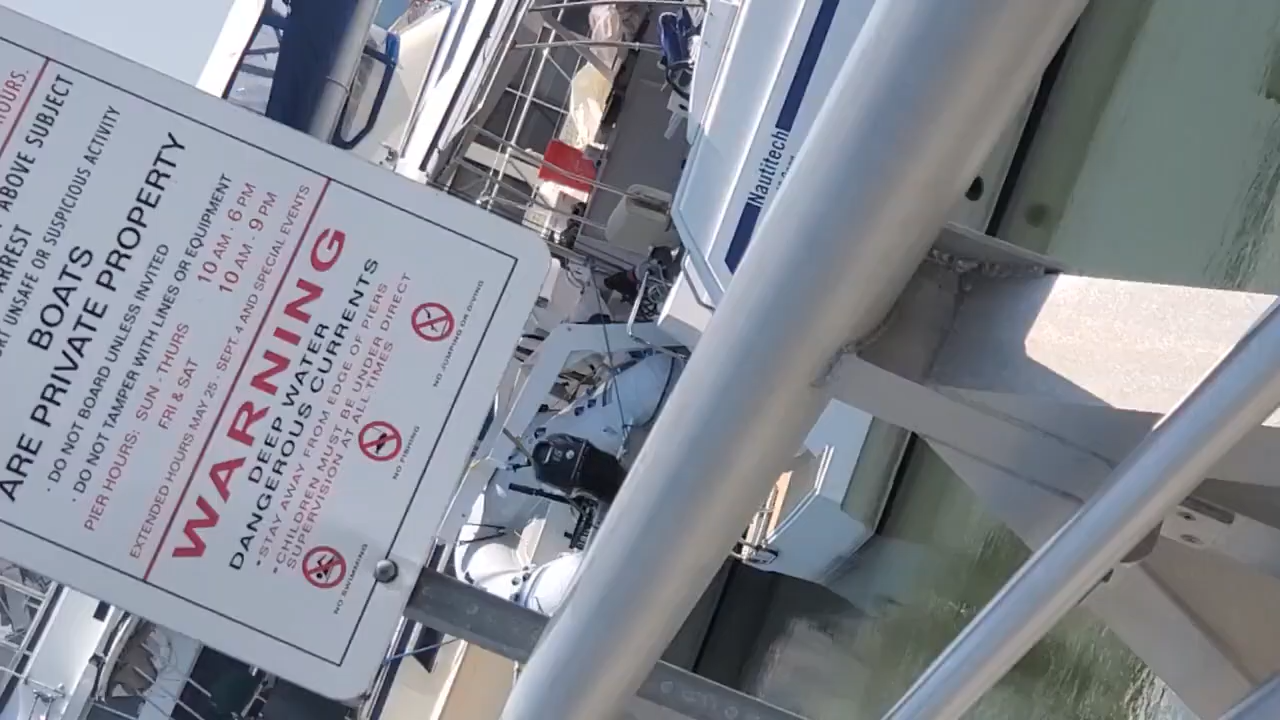 HOURS.
ABOVE SUBJECT
ARREST
UNSAFE OR SUSPICIOUS ACTIVITY
BOATS
ARE PRIVATE PROPERTY
· DO NOT BOARD UNLESS INVITED
· DO NOT TAMPER WITH LINES OR EQUIPMENT
PIER HOURS: SUN - THURS 10 AM - 6 PM
FRI & SAT 10 AM - 9 PM
EXTENDED HOURS MAY 25 - SEPT. 4 AND SPECIAL EVENTS
WARNING
DEEP WATER
DANGEROUS CURRENTS
• STAY AWAY FROM EDGE OF PIERS
• CHILDREN MUST BE UNDER DIRECT
SUPERVISION AT ALL TIMES
NO SWIMMING
NO FISHING
NO JUMPING OR DIVING
Nautitech